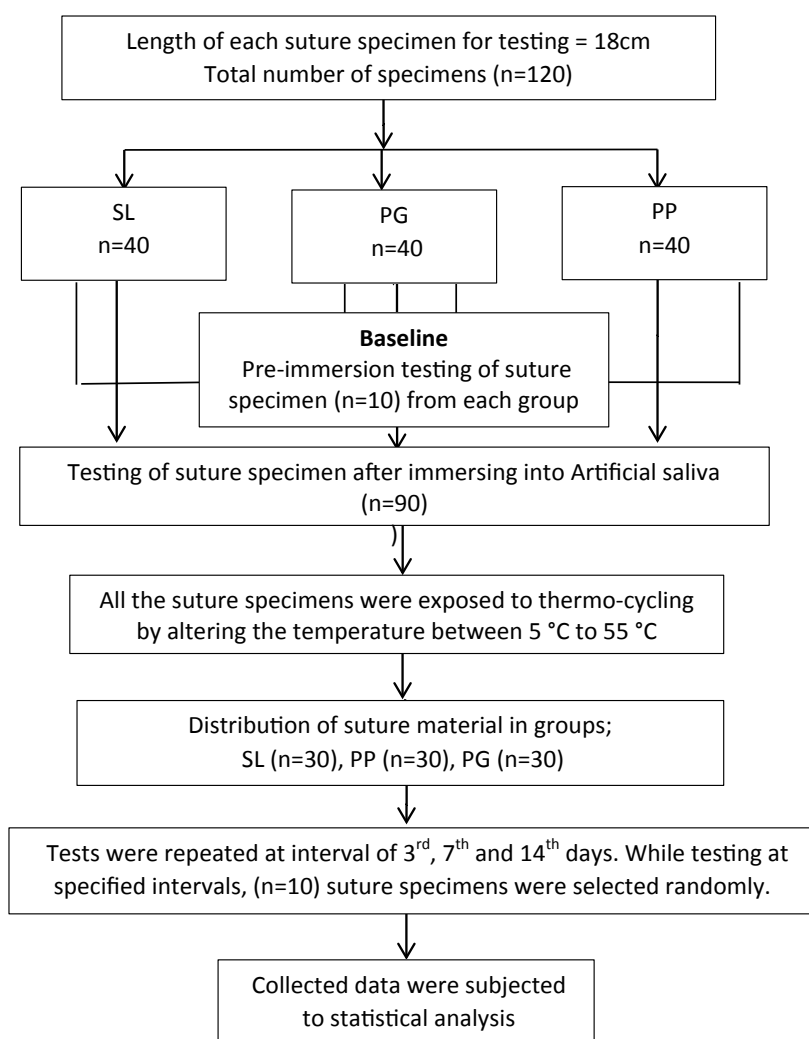 Length of each suture specimen for testing = 18cm
Total number of specimens (n=120)
SL
n=40
PG
n=40
PP
n=40
Baseline
Pre-immersion testing of suture
specimen (n=10) from each group
Testing of suture specimen after immersing into Artificial saliva
(n=90)
)
All the suture specimens were exposed to thermo-cycling
by altering the temperature between 5 °C to 55 °C
Distribution of suture material in groups;
SL (n=30), PP (n=30), PG (n=30)
Tests were repeated at interval of 3rd, 7th and 14th days. While testing at
specified intervals, (n=10) suture specimens were selected randomly.
Collected data were subjected
to statistical analysis